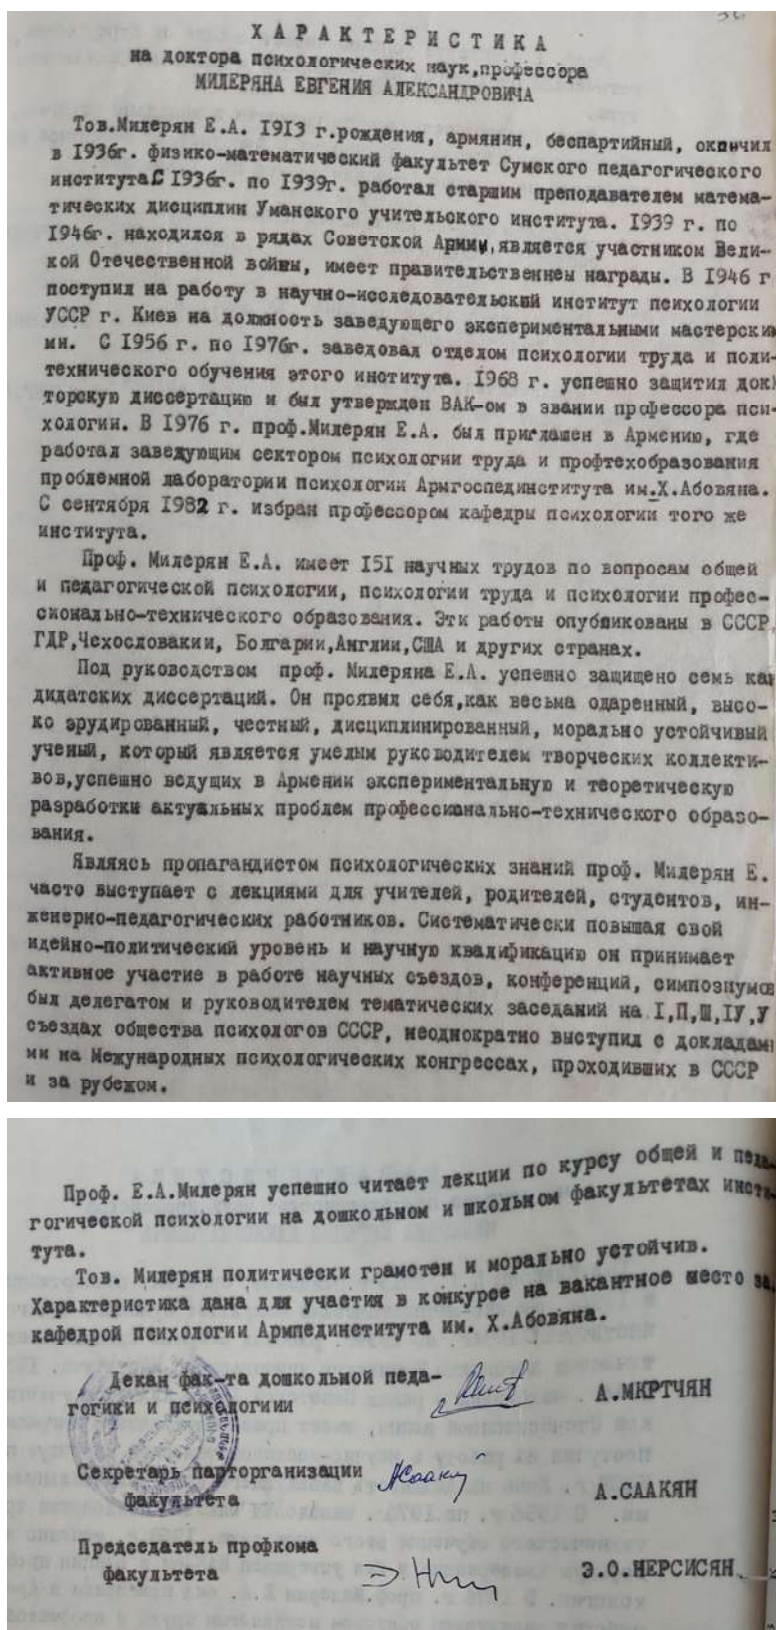 Х А Р А К Т Е Р И С Т И К А
на доктора психологических наук,профессора
МИЛЕРЯНА ЕВГЕНИЯ АЛЕКСАНДРОВИЧА
Тов.Милерян Е.А. 1913 г.рождения, армянин, беспартийный, окончил
в 1936г. физико-математический факультет Сумского педагогического
института.С 1936г. по 1939г. работал старшим преподавателем матема-
тических дисциплин Уманского учительского института. 1939 г. по
1946г. находился в рядах Советской Армии,является участником Вели-
кой Отечественной войны, имеет правительственнем награды. В 1946 г
поступил на работу в научно-исследовательский институт психологии
УССР г. Киев на должность заведующего экспериментальными мастерски
ми. С 1956 г. по 1976г. заведовал отделом психологии труда и поли-
технического обучения этого института. 1968 г. успешно защитил док
торскую диссертацию и был утвержден ВАК-ом в звании профессора пси-
хологии. В 1976 г. проф.Милерян Е.А. был приглашен в Армению, где
работал заведующим сектором психологии труда и профтехобразования
проблемной лаборатории психологии Армгоспединститута им.Х.Абовяна.
С сентября 1982 г. избран профессором кафедры психологии того же
института.
Проф. Милерян Е.А. имеет 151 научных трудов по вопросам общей
и педагогической психологии, психологии труда и психологии профес-
сионально-технического образования. Эти работы опубликованы в СССР,
ГДР,Чехословакии, Болгарии,Англии,США и других странах.
Под руководством проф. Милеряна Е.А. успешно защищено семь кан
дидатских диссертаций. Он проявил себя,как весьма одаренный, высо-
ко эрудированный, честный, дисциплинированный, морально устойчивый
ученый, который является умелым руководителем творческих коллекти-
вов,успешно ведущих в Армении экспериментальную и теоретическую
разработки актуальных проблем профессионально-технического образо-
вания.
Являясь пропагандистом психологических знаний проф. Милерян Е.
часто выступает с лекциями для учителей, родителей, студентов, ин-
женерно-педагогических работников. Систематически повышая свой
идейно-политический уровень и научную квалификацию он принимает
активное участие в работе научных съездов, конференций, симпозиумов
был делегатом и руководителем тематических заседаний на I,П,Ш,IУ,У
съездах общества психологов СССР, неоднократно выступил с докладами
ми на Международных психологических конгрессах, проходивших в СССР
и за рубежом.
Проф. Е.А.Милерян успешно читает лекции по курсу общей и педа-
гогической психологии на дошкольном и школьном факультетах инсти-
тута.
Тов. Милерян политически грамотен и морально устойчив.
Характеристика дана для участия в конкурсе на вакантное место зав.
кафедрой психологии Армпединститута им. Х.Абовяна.
Декан фак-та дошкольной педа-
гогики и психологиии А.МКРТЧЯН
Секретарь парторганизации
факультета А.СААКЯН
Председатель профкома
факультета Э.О.НЕРСИСЯН